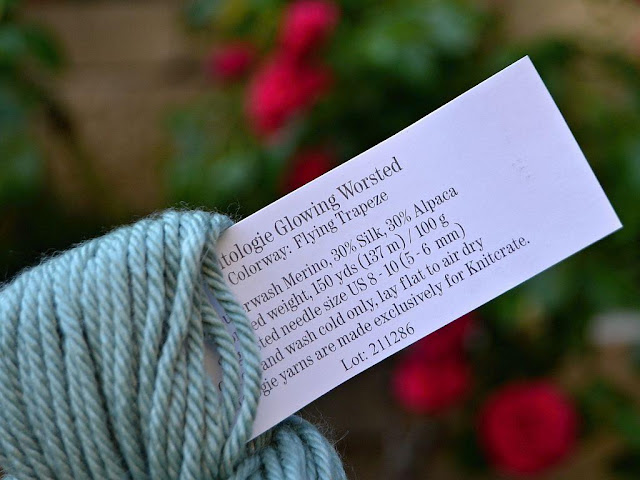 tologie Glowing Worsted
Colorway: Flying Trapeze
rwash Merino, 30% Silk, 30% Alpaca
ed weight, 150 yds (137 m) / 100 g
ted needle size US 8 - 10 (5 - 6 mm)
and wash cold only, lay flat to air dry
gie yarns are made exclusively for Knitcrate.
Lot: 211286